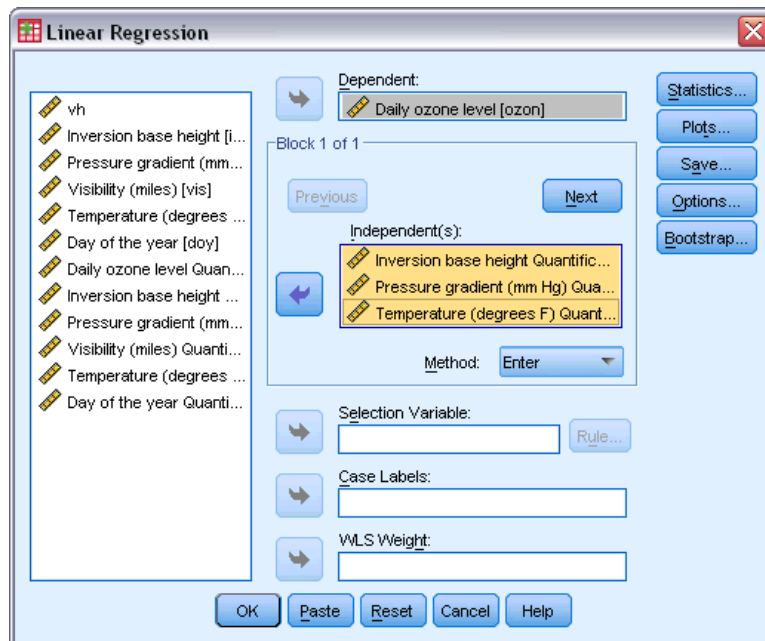 Linear Regression
vh
Inversion base height [i...
Pressure gradient (mm...
Visibility (miles) [vis]
Temperature (degrees ...
Day of the year [doy]
Daily ozone level Quan...
Inversion base height ...
Pressure gradient (mm...
Visibility (miles) Quanti...
Temperature (degrees ...
Day of the year Quanti...
Dependent:
Daily ozone level [ozon]
Block 1 of 1
Previous
Next
Independent(s):
Inversion base height Quantific...
Pressure gradient (mm Hg) Qua...
Temperature (degrees F) Quant...
Method:
Enter
Selection Variable:
Rule...
Case Labels:
WLS Weight:
Statistics...
Plots...
Save...
Options...
Bootstrap...
OK
Paste
Reset
Cancel
Help